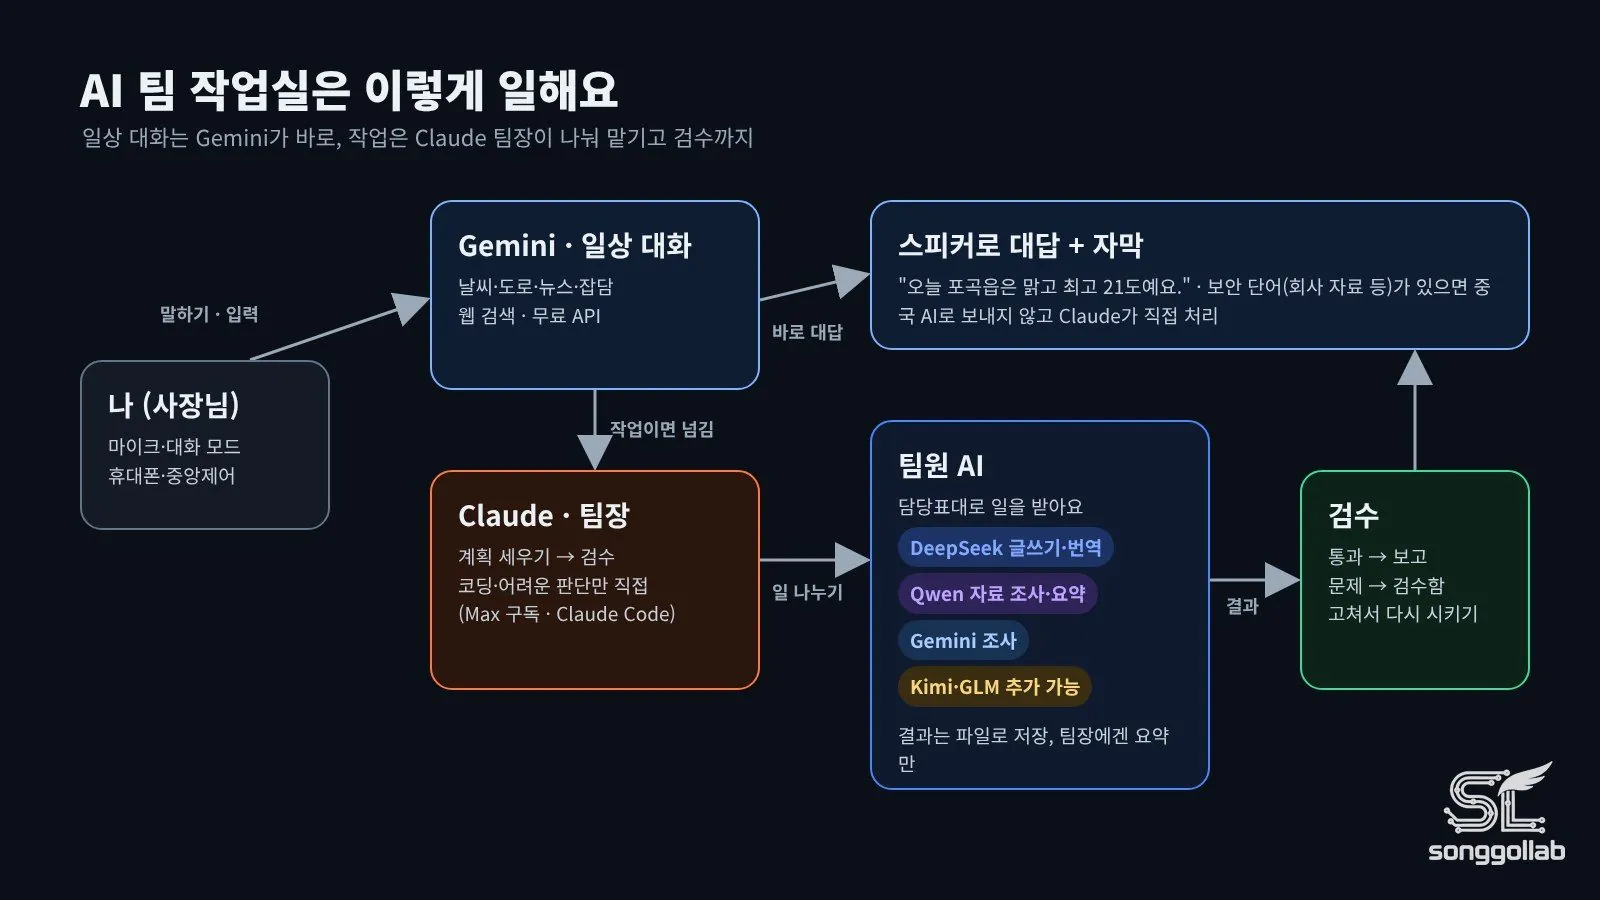 AI 팀 작업실은 이렇게 일해요
일상 대화는 Gemini가 바로, 작업은 Claude 팀장이 나눠 맡기고 검수까지
말하기 · 입력
나 (사장님)
마이크·대화 모드
휴대폰·중앙제어
Gemini · 일상 대화
날씨·도로·뉴스·잡담
웹 검색 · 무료 API
바로 대답
스피커로 대답 + 자막
"오늘 포곡읍은 맑고 최고 21도예요." · 보안 단어(회사 자료 등)가 있으면 중
국 AI로 보내지 않고 Claude가 직접 처리
작업이면 넘김
Claude · 팀장
계획 세우기 → 검수
코딩·어려운 판단만 직접
(Max 구독 · Claude Code)
일 나누기
팀원 AI
담당표대로 일을 받아요
DeepSeek 글쓰기·번역
Qwen 자료 조사·요약
Gemini 조사
Kimi·GLM 추가 가능
결과는 파일로 저장, 팀장에겐 요약
만
결과
검수
통과 → 보고
문제 → 검수함
고쳐서 다시 시키기
SL
songgollab